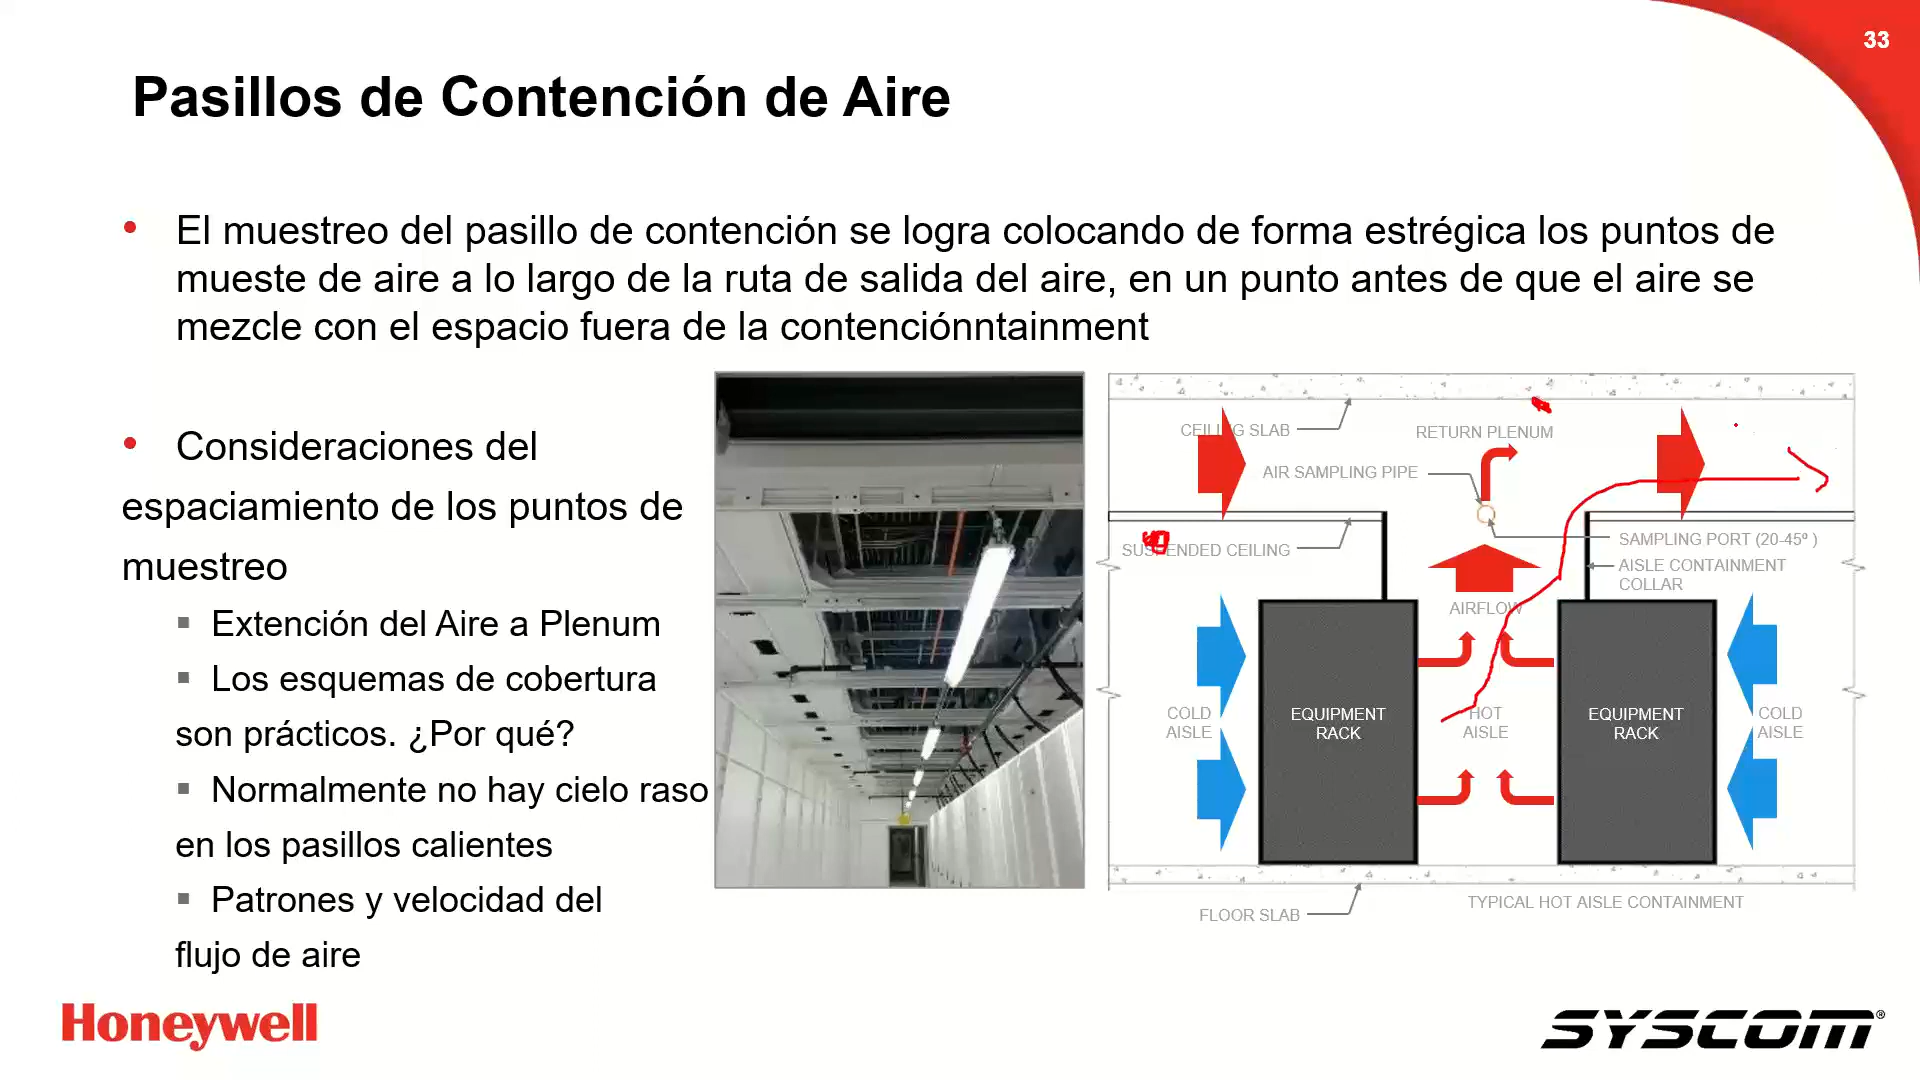 33
Pasillos de Contención de Aire
• El muestreo del pasillo de contención se logra colocando de forma estrégica los puntos de
mueste de aire a lo largo de la ruta de salida del aire, en un punto antes de que el aire se
mezcle con el espacio fuera de la contenciónntainment
• Consideraciones del
espaciamiento de los puntos de
muestreo
▪ Extención del Aire a Plenum
▪ Los esquemas de cobertura
son prácticos. ¿Por qué?
▪ Normalmente no hay cielo raso
en los pasillos calientes
▪ Patrones y velocidad del
flujo de aire
CEILING SLAB
RETURN PLENUM
AIR SAMPLING PIPE
SUSPENDED CEILING
SAMPLING PORT (20-45º )
AISLE CONTAINMENT
COLLAR
AIRFLOW
COLD
AISLE
EQUIPMENT
RACK
HOT
AISLE
EQUIPMENT
RACK
COLD
AISLE
FLOOR SLAB
TYPICAL HOT AISLE CONTAINMENT
Honeywell
SYSCOM®